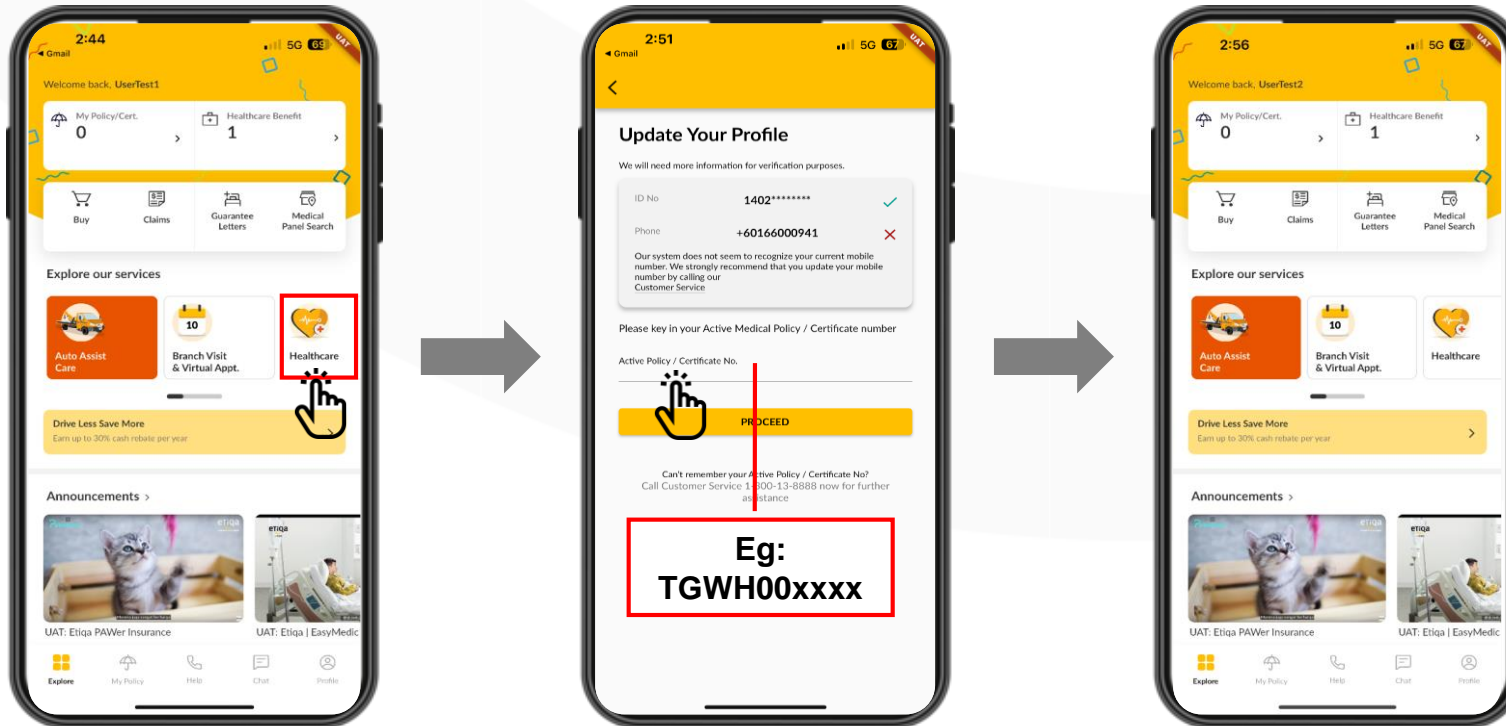 2:44
5G 69
UAT
◄ Gmail
Welcome back, UserTest1
My Policy/Cert.
0
Healthcare Benefit
1
Buy
Claims
Guarantee
Letters
Medical
Panel Search
Explore our services
10
Auto Assist
Care
Branch Visit
& Virtual Appt.
Healthcare
Drive Less Save More
Earn up to 30% cash rebate per year
Announcements >
etiqa
etiqa
UAT: Etiqa PAWer Insurance
UAT: Etiqa | EasyMedic
Explore
My Policy
Help
Chat
Profile
2:51
5G 67
UAT
◄ Gmail
Update Your Profile
We will need more information for verification purposes.
ID No 1402********
Phone +60166000941
Our system does not seem to recognize your current mobile
number. We strongly recommend that you update your mobile
number by calling our
Customer Service
Please key in your Active Medical Policy / Certificate number
Active Policy / Certificate No.
PROCEED
Can't remember your Active Policy / Certificate No?
Call Customer Service 1-300-13-8888 now for further
assistance
Eg:
TGWH00xxxx
2:56
5G 67
UAT
Welcome back, UserTest2
My Policy/Cert.
0
Healthcare Benefit
1
Buy
Claims
Guarantee
Letters
Medical
Panel Search
Explore our services
10
Auto Assist
Care
Branch Visit
& Virtual Appt.
Healthcare
Drive Less Save More
Earn up to 30% cash rebate per year
Announcements >
etiqa
etiqa
UAT: Etiqa PAWer Insurance
UAT: Etiqa | EasyMedic
Explore
My Policy
Help
Chat
Profile